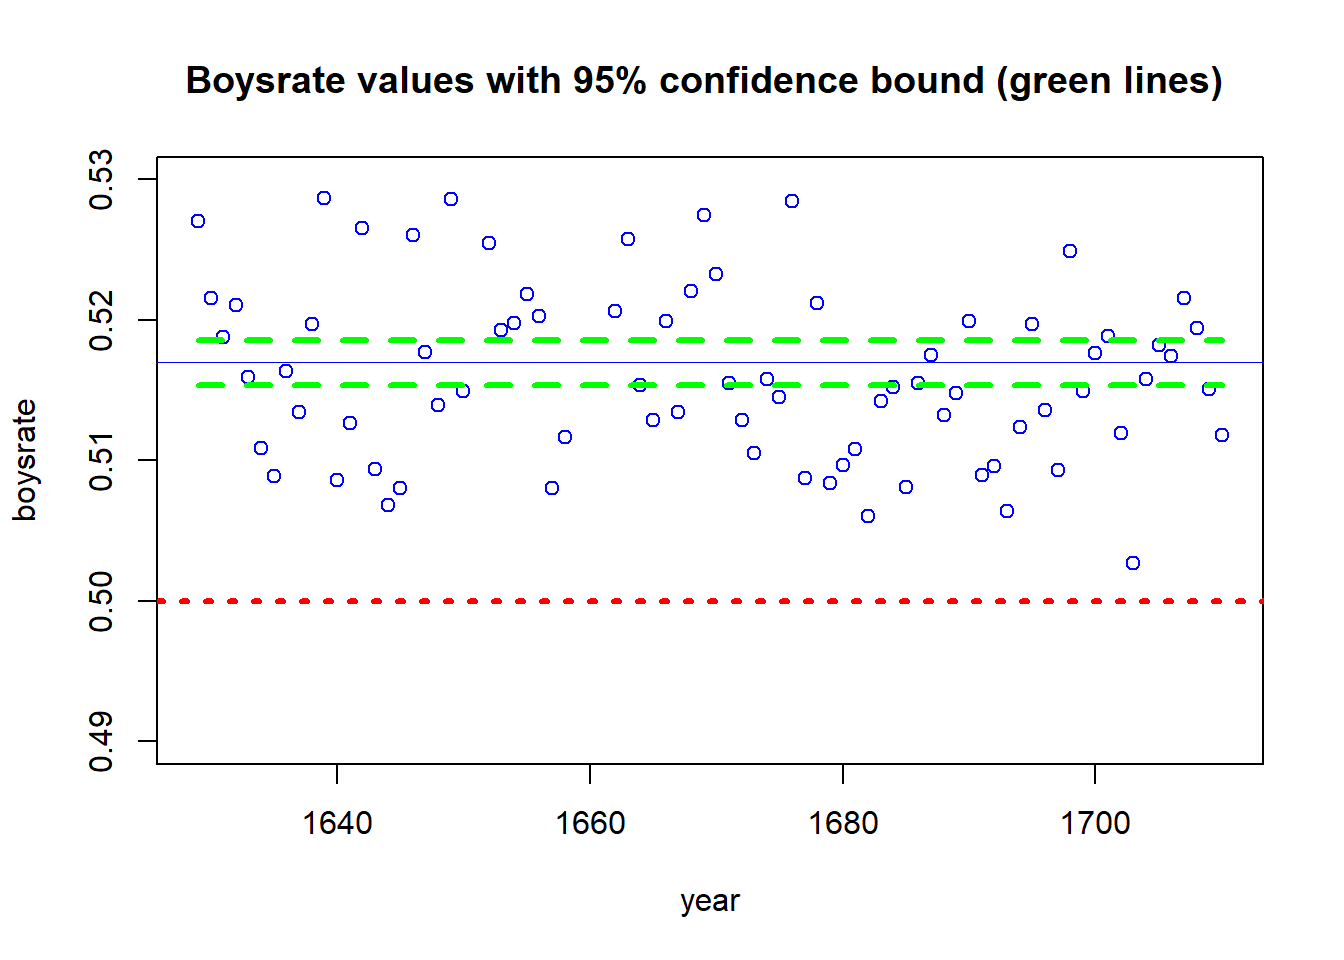 Boysrate values with 95% confidence bound (green lines)
0.53
0.52
0.51
0.50
0.49
boysrate
1640 1660 1680 1700
year